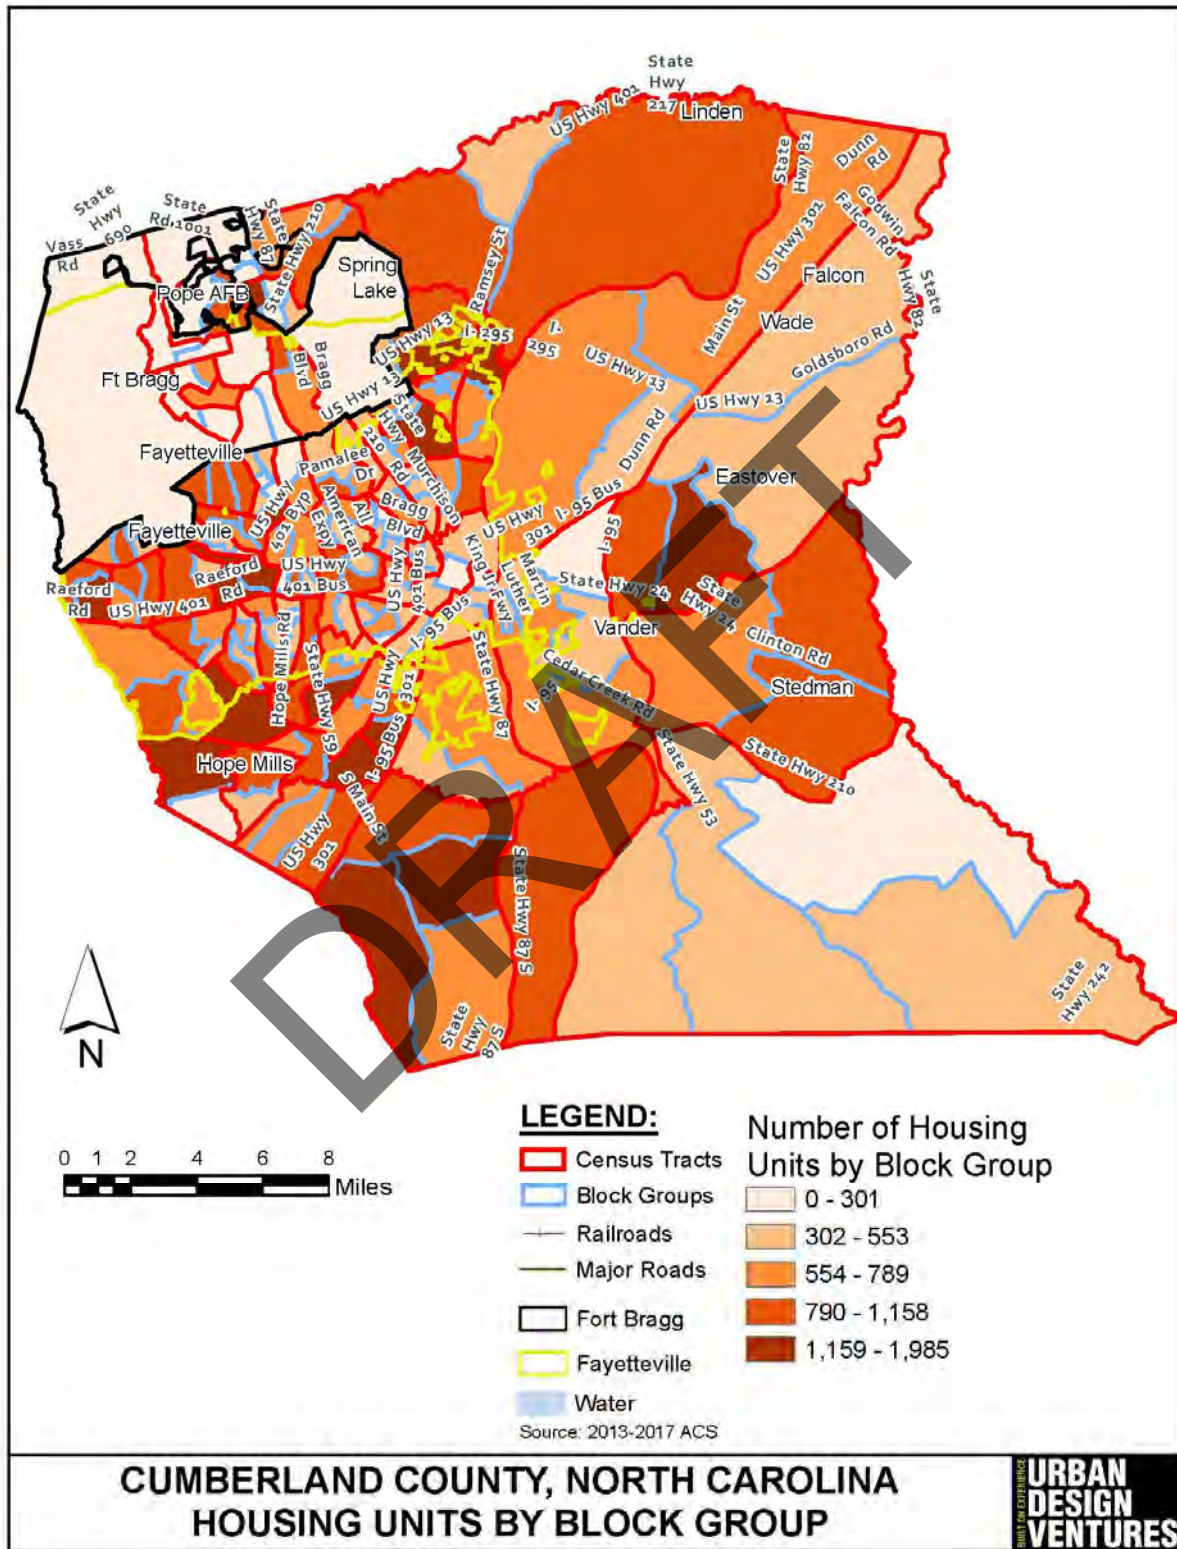 State
Hwy
217
US Hwy 401
Linden
State
Hwy 82
Dunn
Rd
Godwin
Falcon Rd
US Hwy 301
State
Hwy 82
State
Hwy
690
Vass
Rd
State
Rd 1001
State
Hwy 87
State Hwy 210
Spring
Lake
Pope AFB
Ramsey St
Falcon
Wade
Main St
Goldsboro Rd
US Hwy 13
I-295
I-
295
US Hwy 13
US Hwy 13
Ft Bragg
Bragg
Blvd
US Hwy 13
State
Hwy
210
Rd
Murchison
Dunn Rd
Fayetteville
Pamalee
Dr
Eastover
US Hwy
401 Byp
American
Expy
All
Bragg
Blvd
US Hwy
301
I- 95 Bus
I-95
Fayetteville
Raeford
Rd
Raeford
Rd
US Hwy 401
US Hwy
401 Bus
US Hwy
401 Bus
King Jr Fwy
Martin
Luther
State Hwy 24
State
Hwy 24
Clinton Rd
Vander
I- 95 Bus
Hope Mills Rd
State Hwy 59
US Hwy
301
I- 95 Bus
State Hwy 87
Cedar Creek Rd
I- 95
Stedman
Hope Mills
State Hwy 53
State Hwy 210
S Main St
US Hwy
301
State Hwy 87 S
State
Hwy
87 S
State
Hwy 242
DRAFT
N
0 1 2 4 6 8
Miles
LEGEND:
Census Tracts
Block Groups
Railroads
Major Roads
Fort Bragg
Fayetteville
Water
Source: 2013-2017 ACS
Number of Housing
Units by Block Group
0 - 301
302 - 553
554 - 789
790 - 1,158
1,159 - 1,985
CUMBERLAND COUNTY, NORTH CAROLINA
HOUSING UNITS BY BLOCK GROUP
BUILT ON EXPERIENCE
URBAN
DESIGN
VENTURES